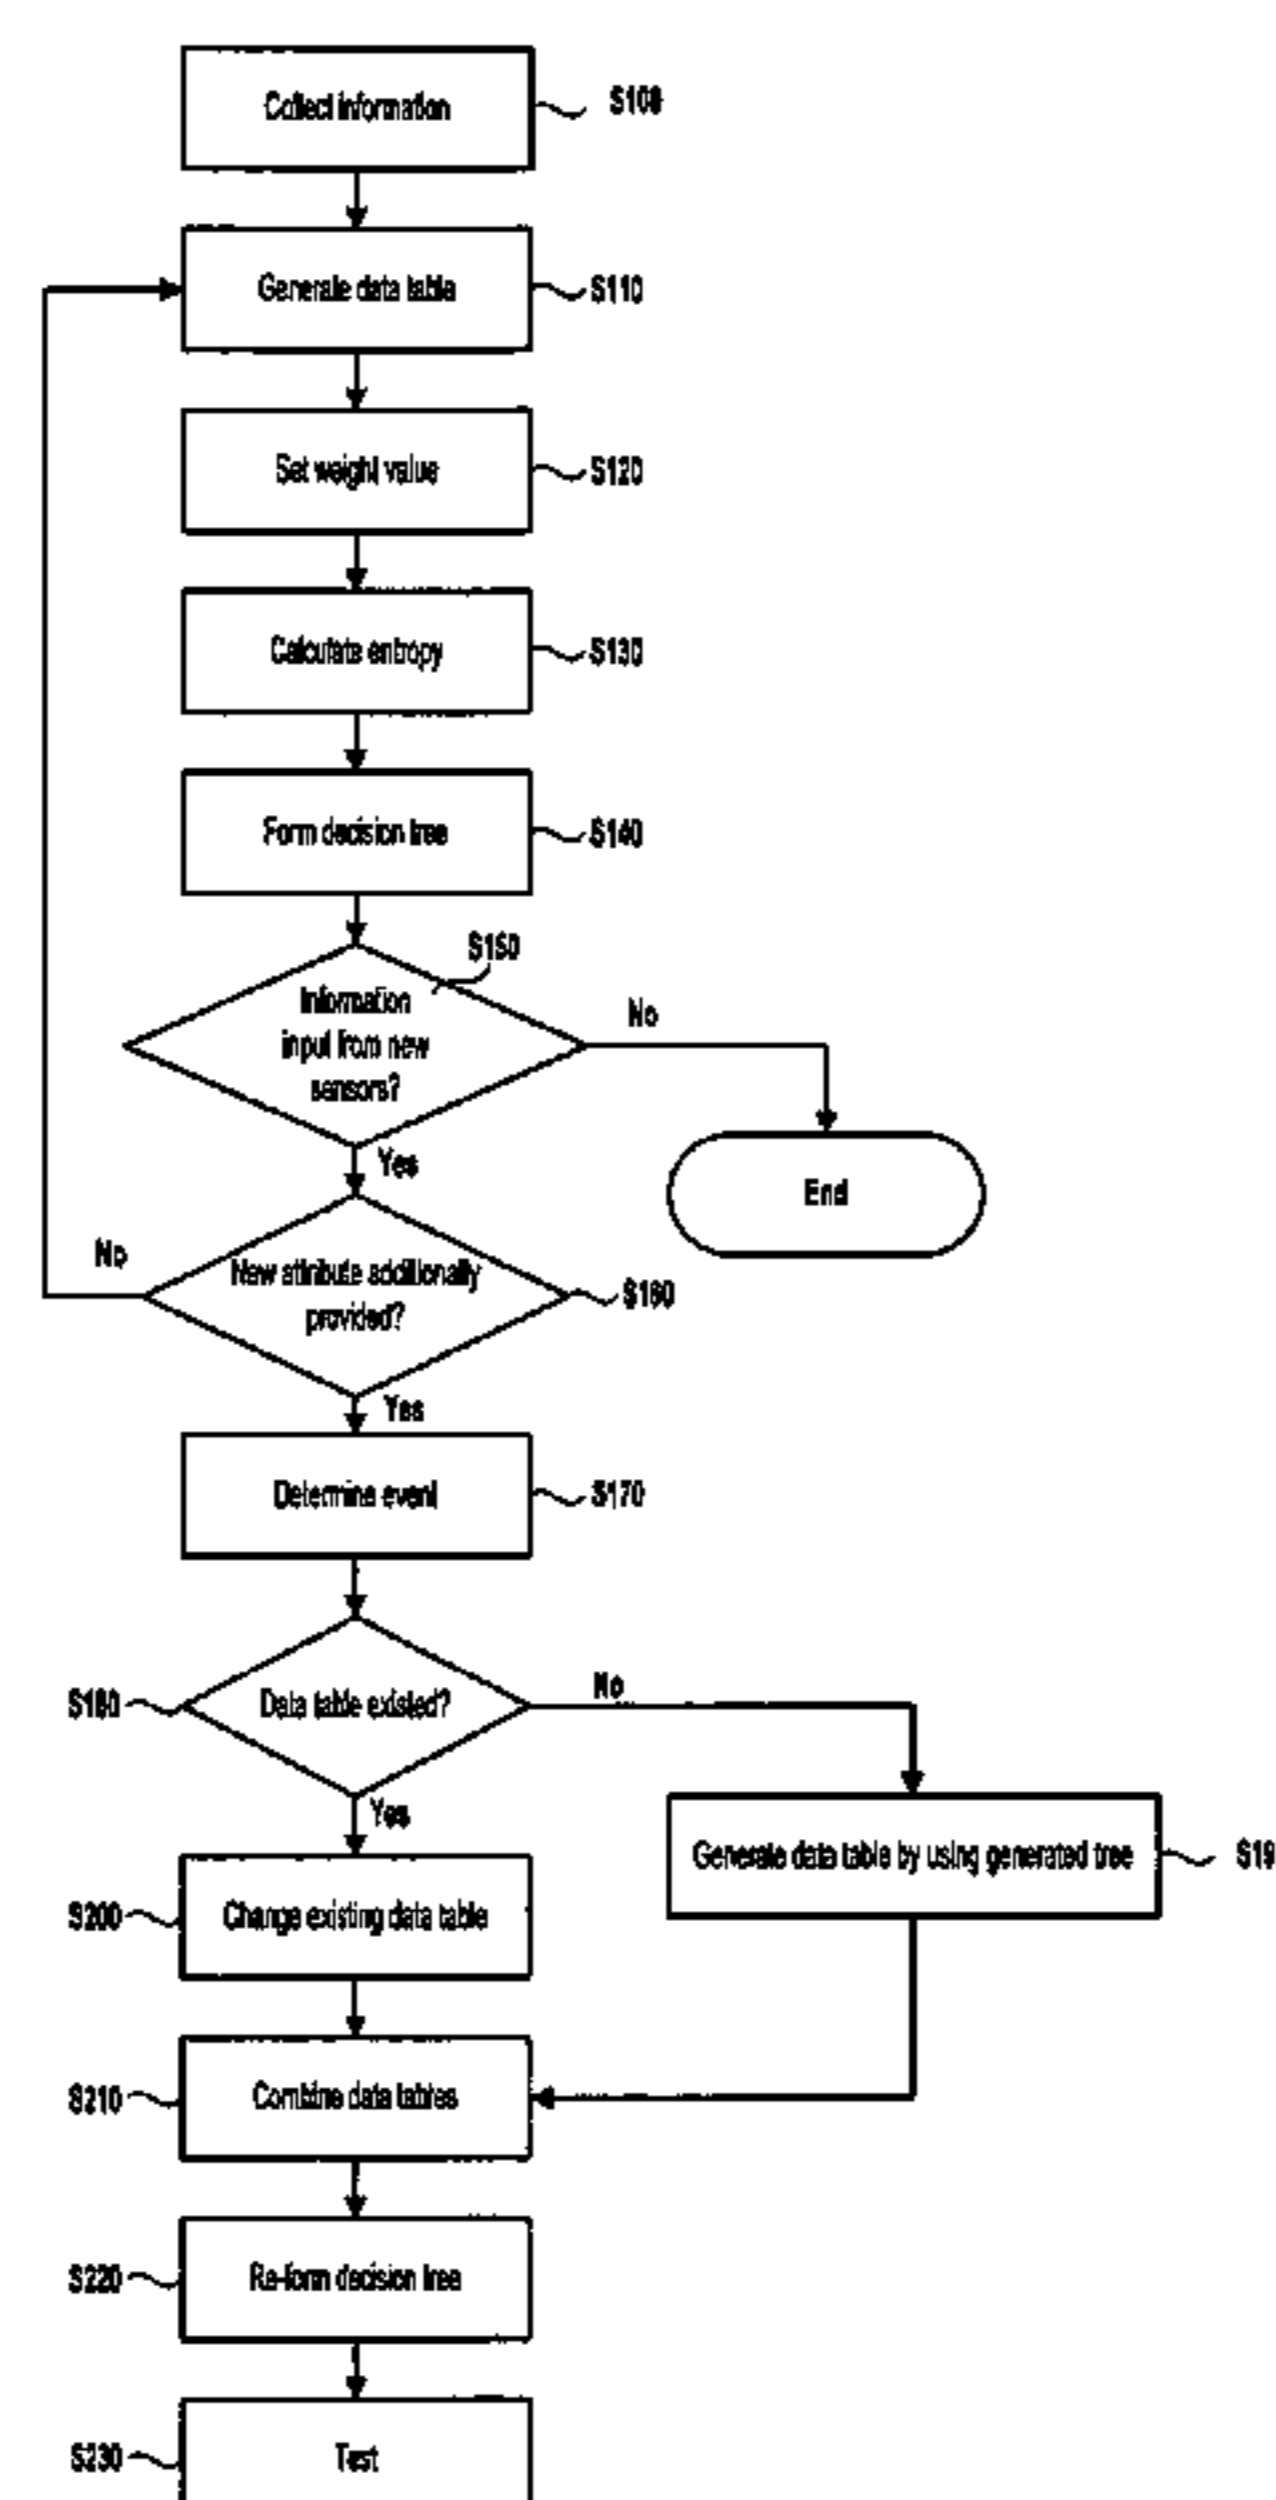 Collect information
S100
Generate data table
S110
Set weight value
S120
Calculate entropy
S130
Form decision tree
S140
S150
Information
input from new
sensors?
No
Yes
End
No
New attribute additionally
provided?
S160
Yes
Determine event
S170
S180
Data table existed?
No
Yes
Generate data table by using generated tree
S19
S200
Change existing data table
S210
Combine data tables
S220
Re-form decision tree
S230
Test